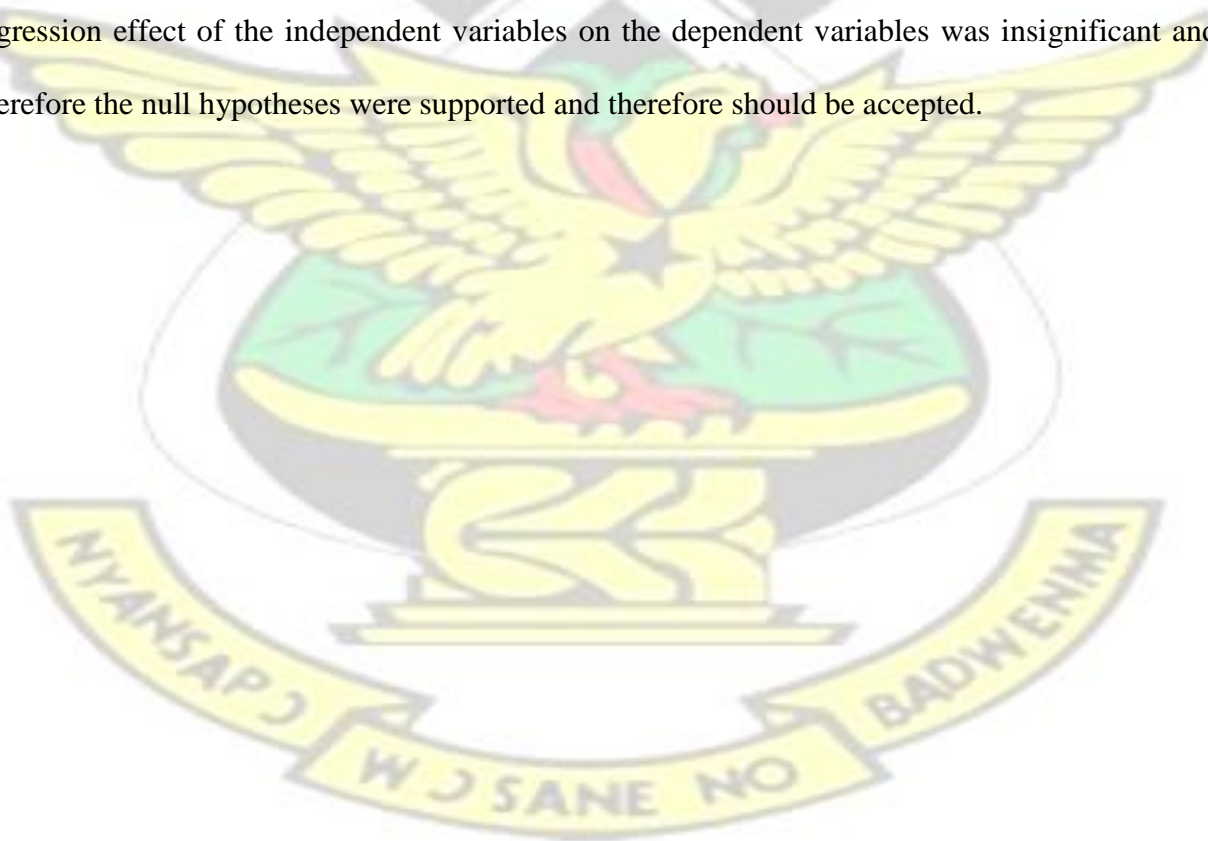 gression effect of the independent variables on the dependent variables was insignificant and
erefore the null hypotheses were supported and therefore should be accepted.
NYANSAPƆ
WƆSANE NO
BADWENMA